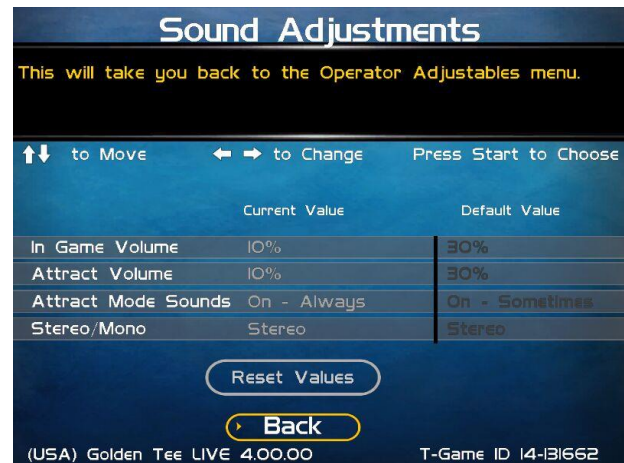 Sound Adjustments
This will take you back to the Operator Adjustables menu.
to Move to Change Press Start to Choose
Current Value Default Value
In Game Volume 10% 30%
Attract Volume 10% 30%
Attract Mode Sounds On - Always On - Sometimes
Stereo/Mono Stereo Stereo
Reset Values
Back
(USA) Golden Tee LIVE 4.00.00 T-Game ID 14-131662